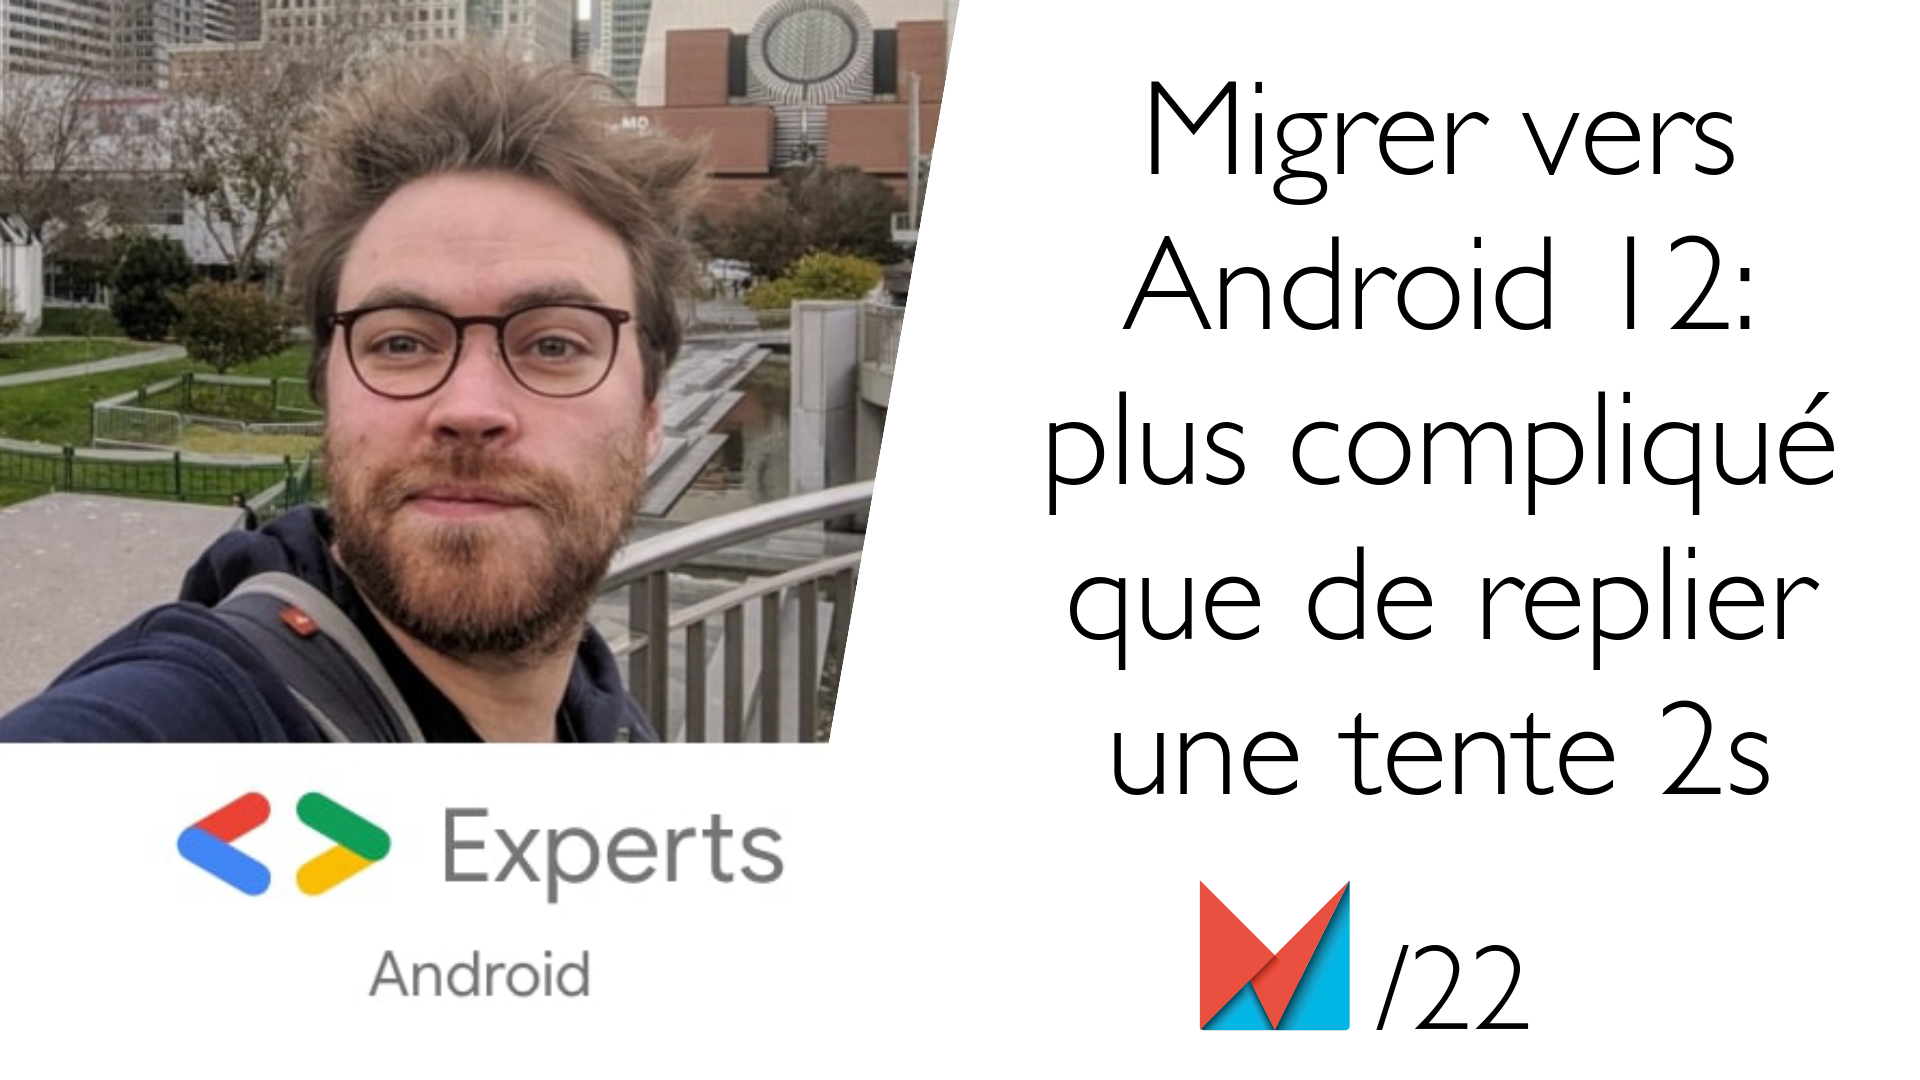 Migrer vers
Android 12:
plus compliqué
que de replier
une tente 2s
Experts
Android
/22